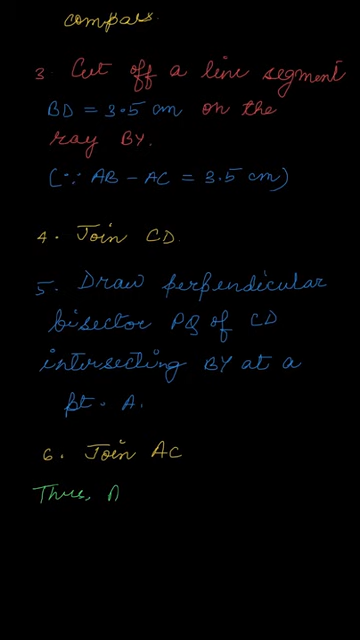 compass.
3. Cut off a line segment
BD = 3.5 cm on the
ray BY.
(∵ AB – AC = 3.5 cm)
4. Join CD
5. Draw perpendicular
bisector PQ of CD
intersecting BY at a
pt. A.
6. Join AC
Thus,